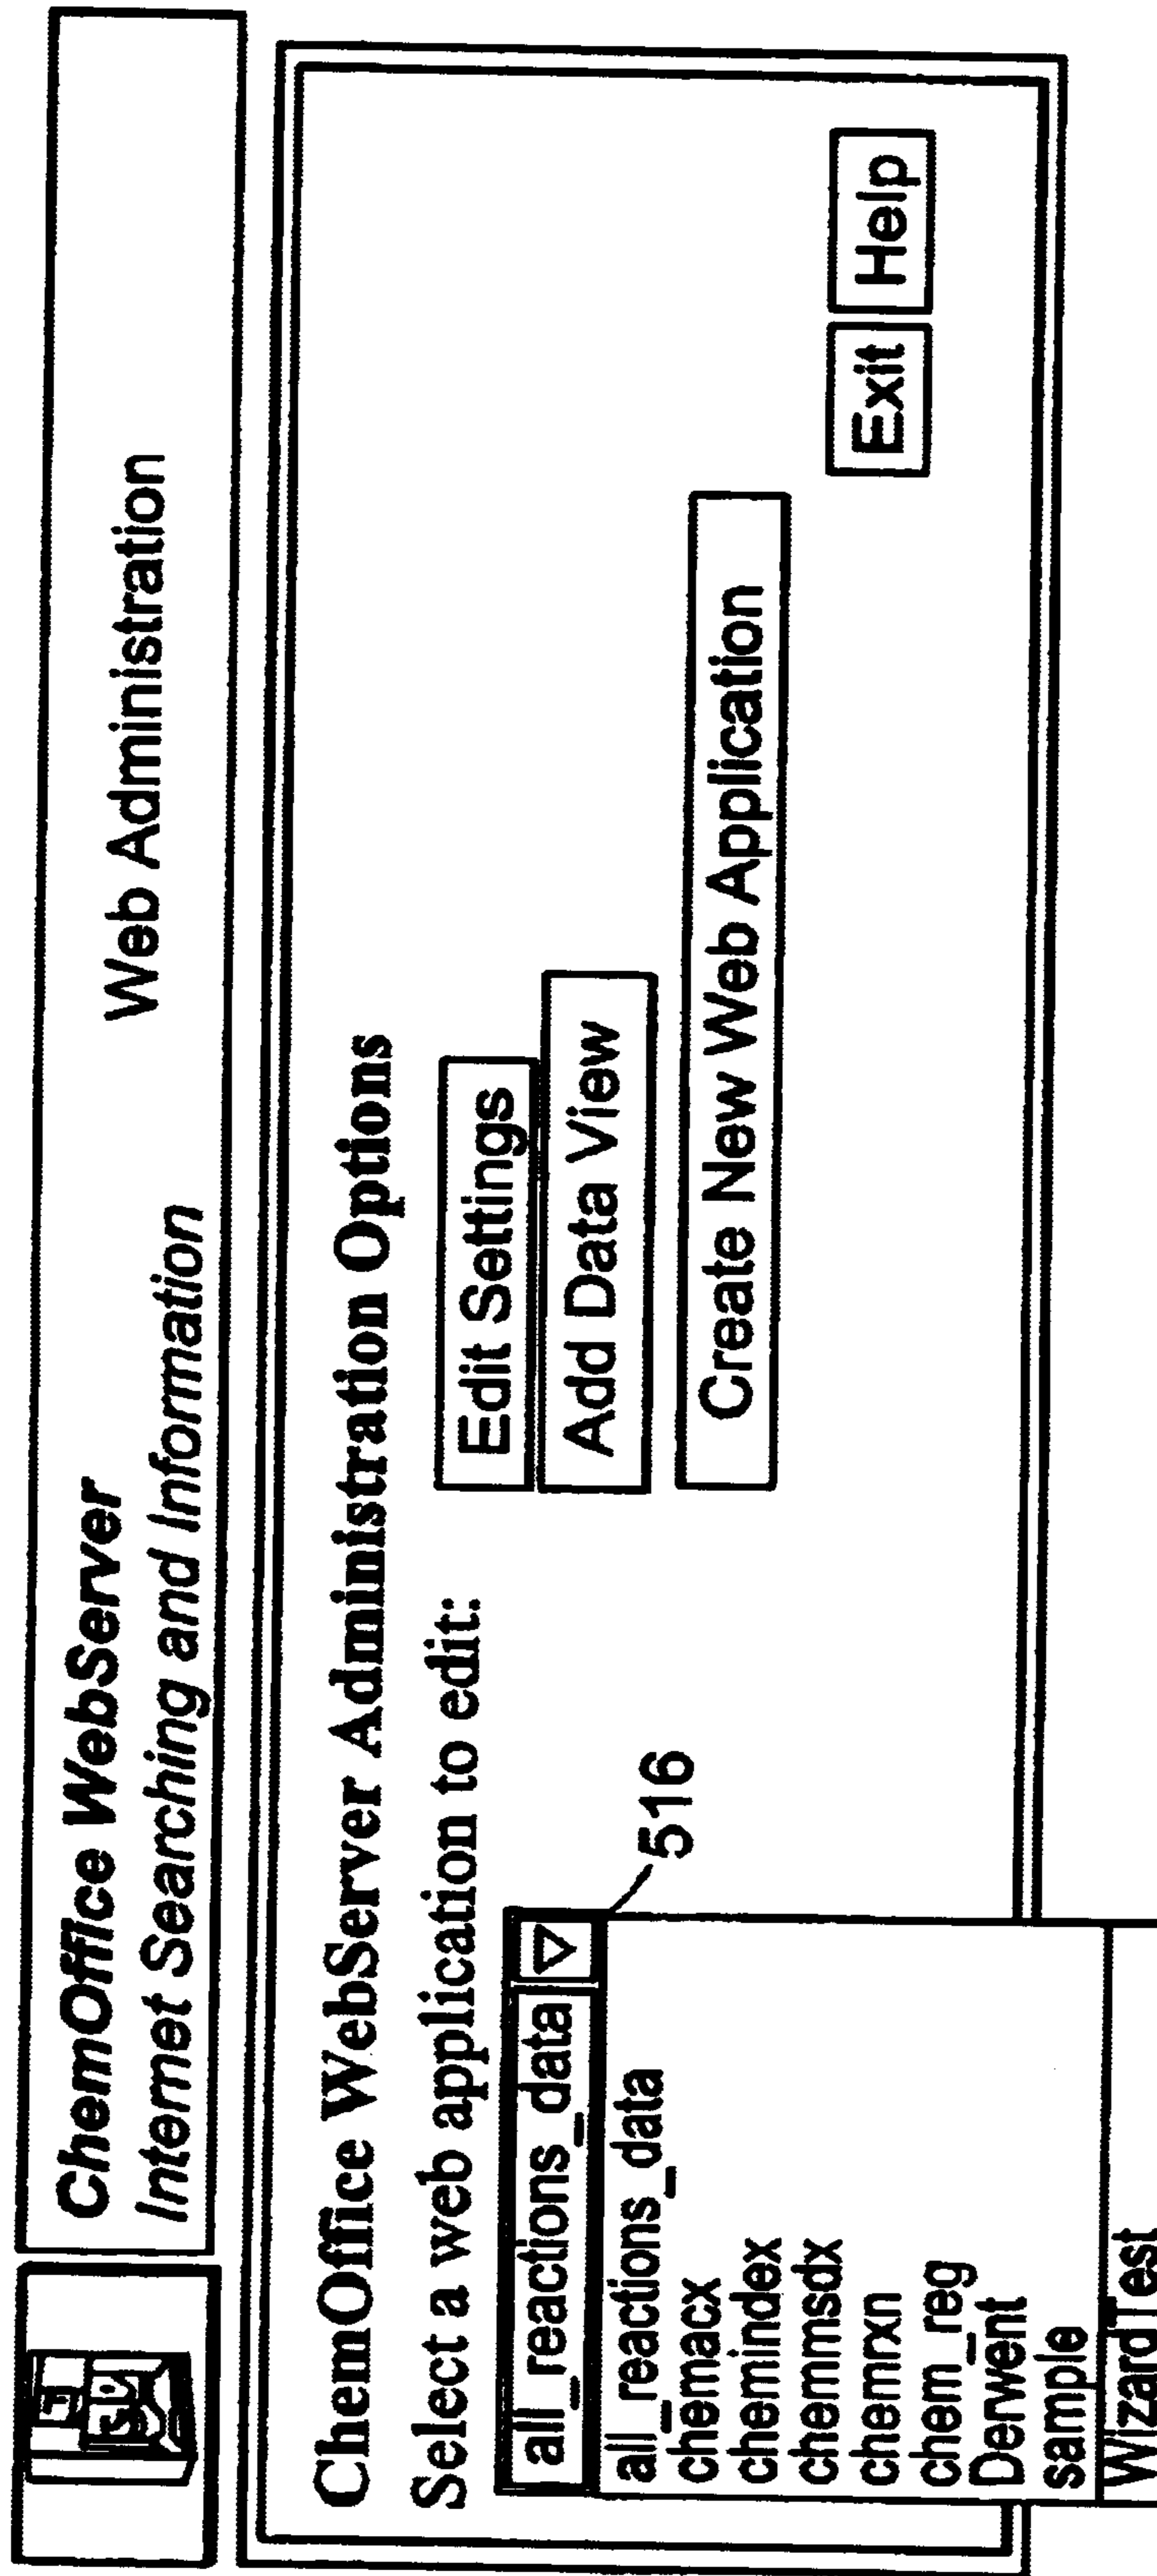 ChemOffice WebServer
Internet Searching and Information
Web Administration
ChemOffice WebServer Administration Options
Select a web application to edit:
Edit Settings
all_reactions_data
Add Data View
516
all_reactions_data
chemacx
Create New Web Application
chemindex
chemmsdx
chemrxn
Exit
Help
chem_reg
Derwent
sample
WizardTest